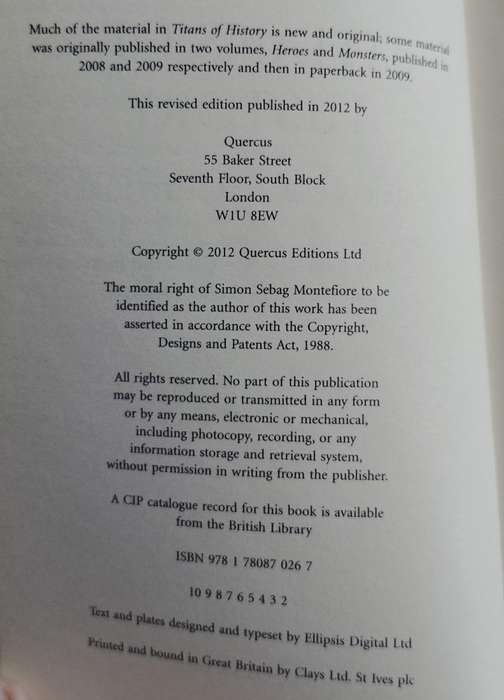 Much of the material in Titans of History is new and original; some material
was originally published in two volumes, Heroes and Monsters, published in
2008 and 2009 respectively and then in paperback in 2009.
This revised edition published in 2012 by
Quercus
55 Baker Street
Seventh Floor, South Block
London
W1U 8EW
Copyright © 2012 Quercus Editions Ltd
The moral right of Simon Sebag Montefiore to be
identified as the author of this work has been
asserted in accordance with the Copyright,
Designs and Patents Act, 1988.
All rights reserved. No part of this publication
may be reproduced or transmitted in any form
or by any means, electronic or mechanical,
including photocopy, recording, or any
information storage and retrieval system,
without permission in writing from the publisher.
A CIP catalogue record for this book is available
from the British Library
ISBN 978 1 78087 026 7
10 9 8 7 6 5 4 3 2
Text and plates designed and typeset by Ellipsis Digital Ltd
Printed and bound in Great Britain by Clays Ltd. St Ives plc